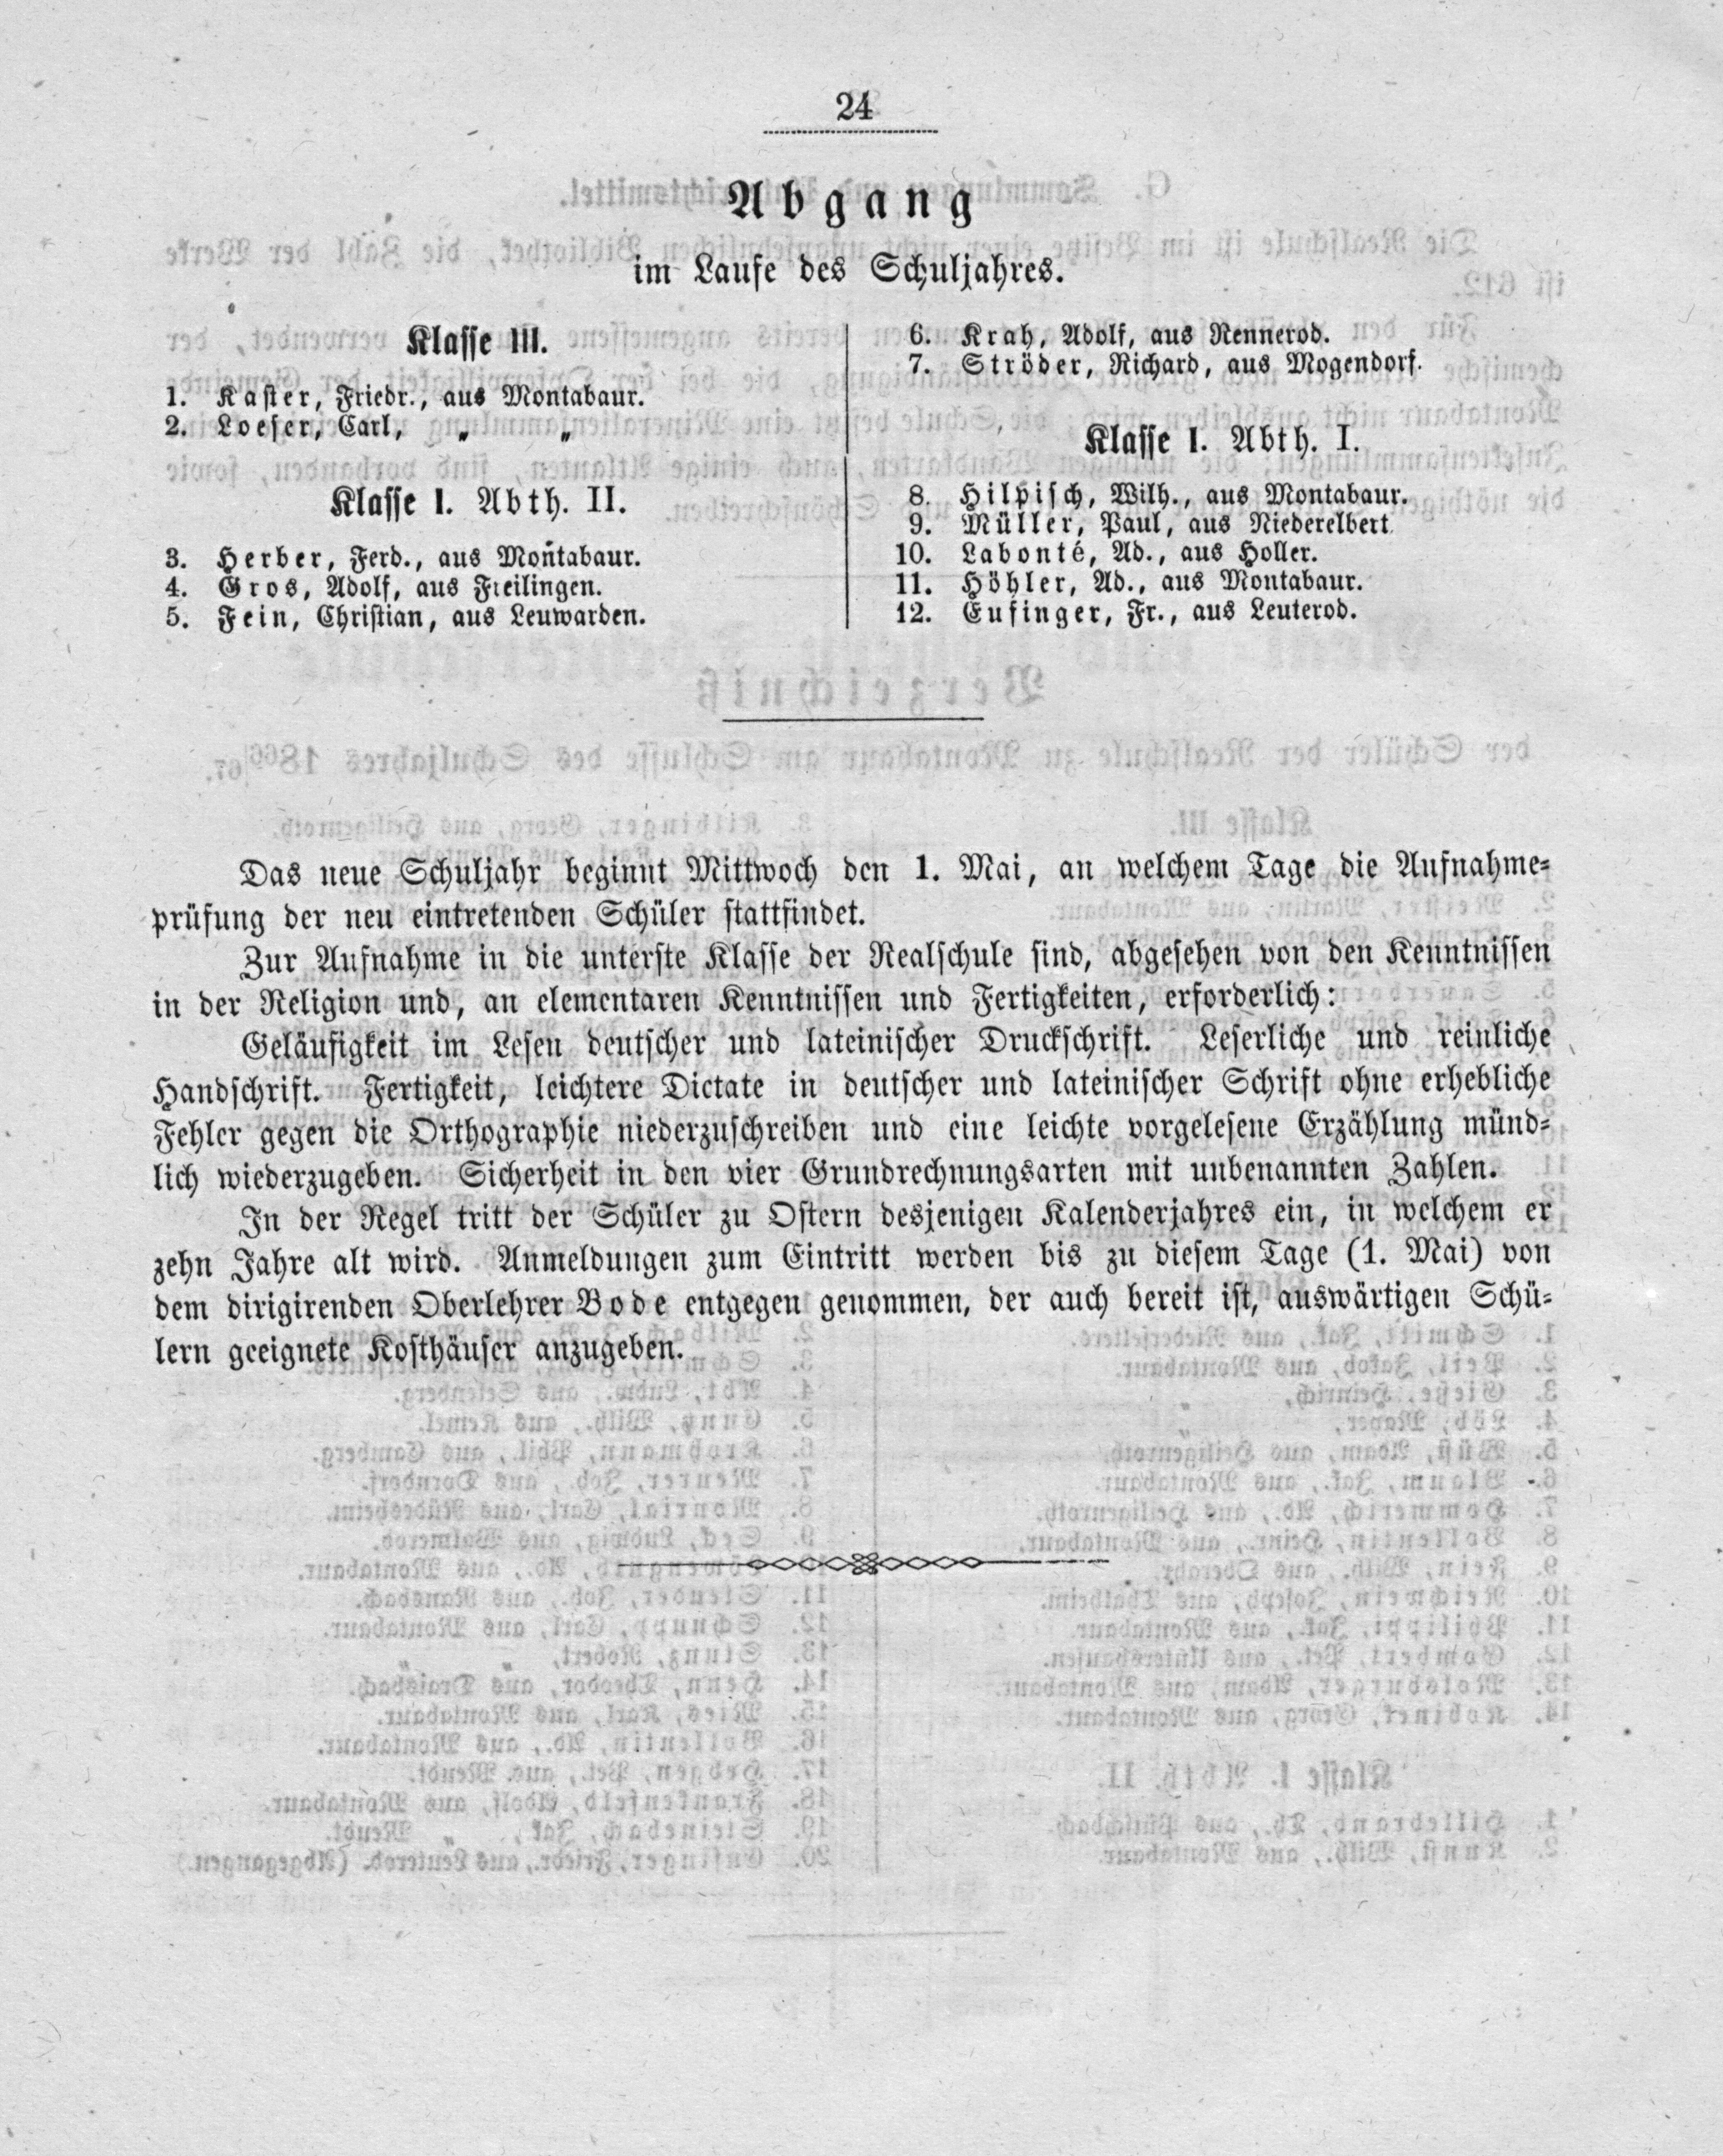 24
Abgang
im Laufe des Schuljahres.
Klasse III.
1. Kaster, Friedr., aus Montabaur.
2. Loeser, Carl, „ „
Klasse I. Abth. II.
3. Herber, Ferd., aus Montabaur.
4. Gros, Adolf, aus Freilingen.
5. Fein, Christian, aus Leuwarden.
6. Krah, Adolf, aus Rennerod.
7. Ströder, Richard, aus Mogendorf.
Klasse I. Abth. I.
8. Hilpisch, Wilh., aus Montabaur.
9. Müller, Paul, aus Niederelbert
10. Labonté, Ad., aus Holler.
11. Höhler, Ad., aus Montabaur.
12. Eufinger, Fr., aus Leuterod.
Das neue Schuljahr beginnt Mittwoch den 1. Mai, an welchem Tage die Aufnahme-
prüfung der neu eintretenden Schüler stattfindet.
Zur Aufnahme in die unterste Klasse der Realschule sind, abgesehen von den Kenntnissen
in der Religion und, an elementaren Kenntnissen und Fertigkeiten, erforderlich:
Geläufigkeit im Lesen deutscher und lateinischer Druckschrift. Leserliche und reinliche
Handschrift. Fertigkeit, leichtere Dictate in deutscher und lateinischer Schrift ohne erhebliche
Fehler gegen die Orthographie niederzuschreiben und eine leichte vorgelesene Erzählung münd-
lich wiederzugeben. Sicherheit in den vier Grundrechnungsarten mit unbenannten Zahlen.
In der Regel tritt der Schüler zu Ostern desjenigen Kalenderjahres ein, in welchem er
zehn Jahre alt wird. Anmeldungen zum Eintritt werden bis zu diesem Tage (1. Mai) von
dem dirigirenden Oberlehrer Bode entgegen genommen, der auch bereit ist, auswärtigen Schü-
lern geeignete Kosthäuser anzugeben.